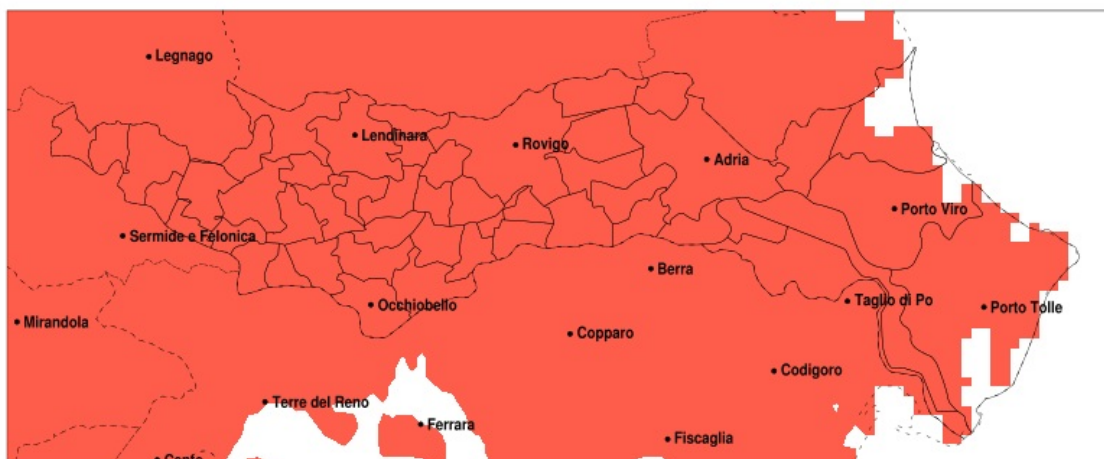 Legnago
Lendinara
Rovigo
Adria
Porto Viro
Sermide e Felonica
Berra
Taglio di Po
Occhiobello
Porto Tolle
Mirandola
Copparo
Codigoro
Terre del Reno
Ferrara
Fiscaglia